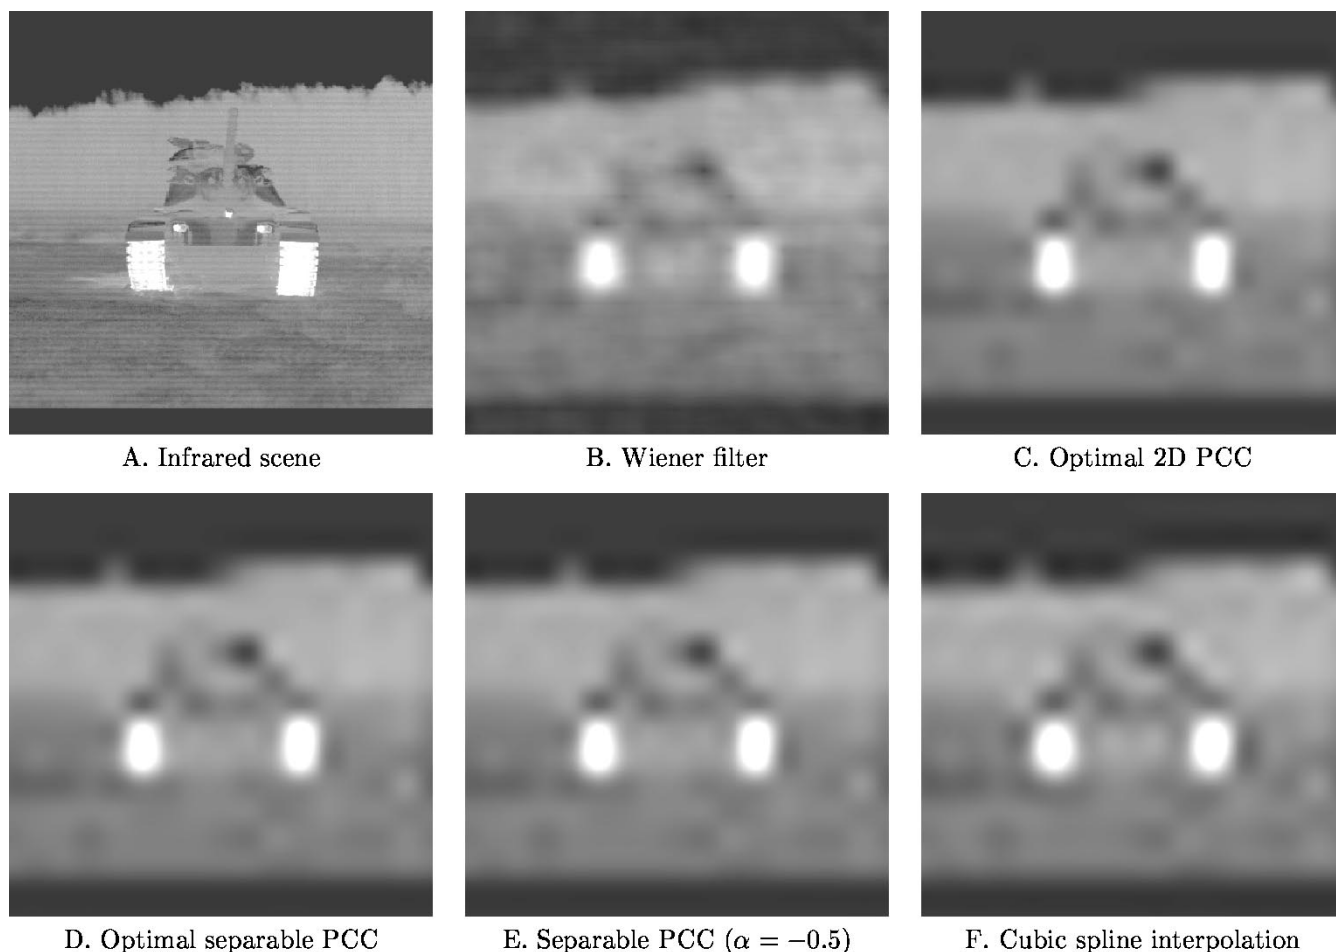 A. Infrared scene
B. Wiener filter
C. Optimal 2D PCC
D. Optimal separable PCC
E. Separable PCC (α = −0.5)
F. Cubic spline interpolation